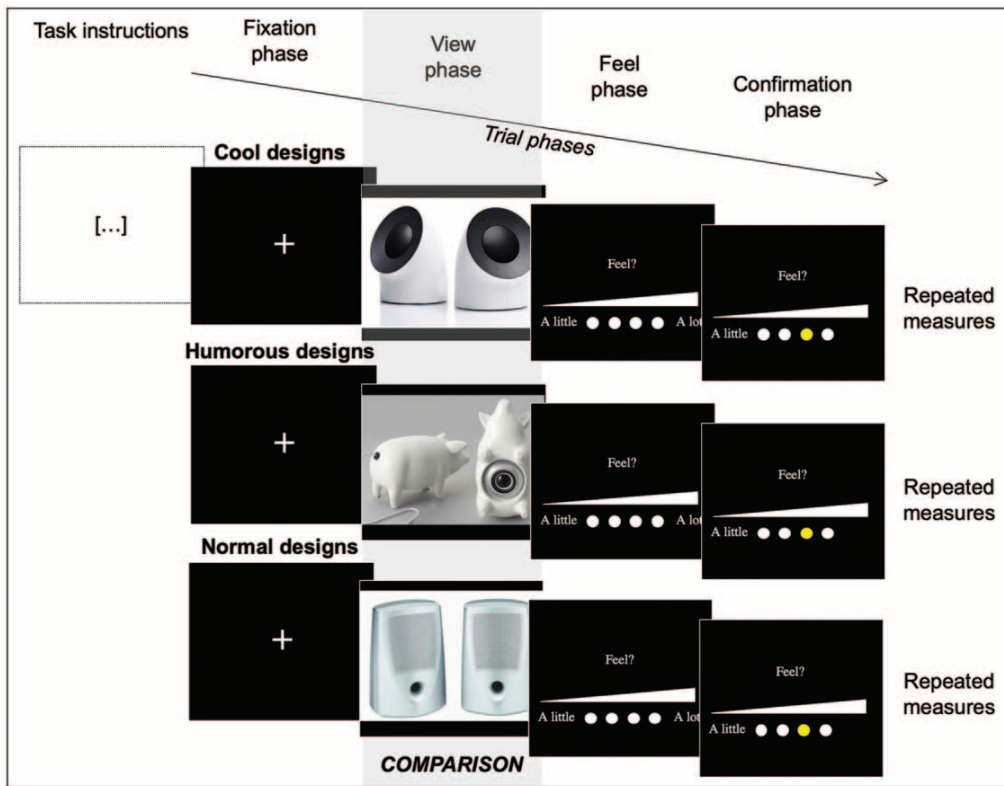 Task instructions
Fixation
phase
View
phase
Feel
phase
Confirmation
phase
Trial phases
[...]
Cool designs
+
Feel?
A little
A lot
Feel?
A little
Repeated
measures
Humorous designs
+
Feel?
A little
A lot
Feel?
A little
Repeated
measures
Normal designs
+
Feel?
A little
A lot
Feel?
A little
Repeated
measures
COMPARISON